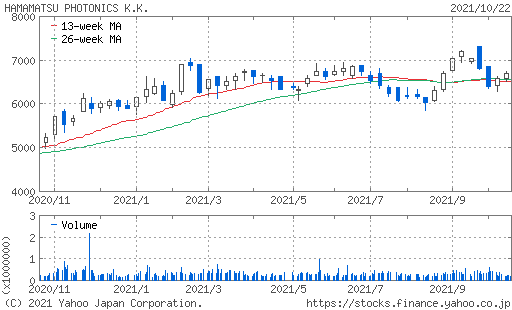 HAMAMATSU PHOTONICS K.K. 2021/10/22
13-week MA
26-week MA
8000
7000
6000
5000
4000
2020/11 2021/1 2021/3 2021/5 2021/7 2021/9
Volume
3
2
1
0
(x1000000)
2020/11 2021/1 2021/3 2021/5 2021/7 2021/9
(C) 2021 Yahoo Japan Corporation. https://stocks.finance.yahoo.co.jp/